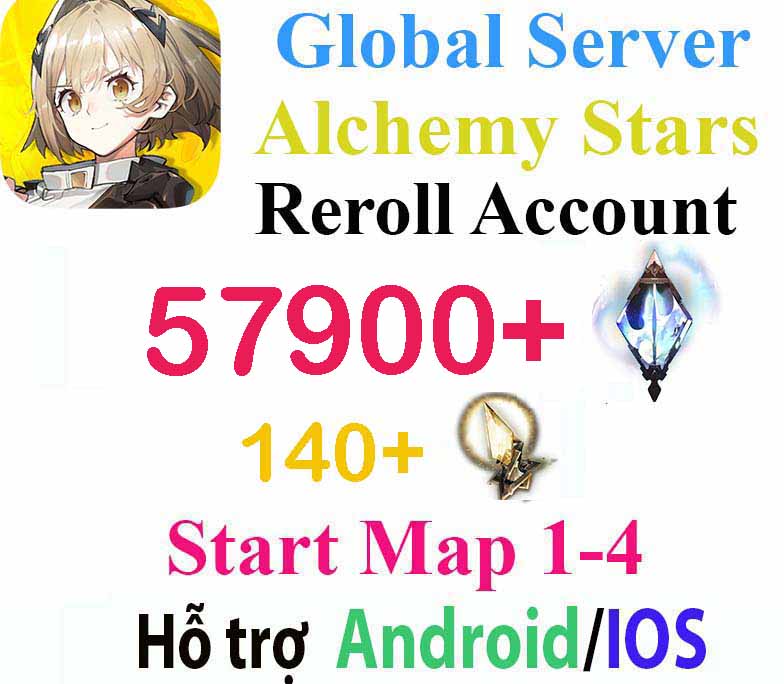 Global Server
Alchemy Stars
Reroll Account
57900+
140+
Start Map 1-4
Hỗ trợ Android/IOS